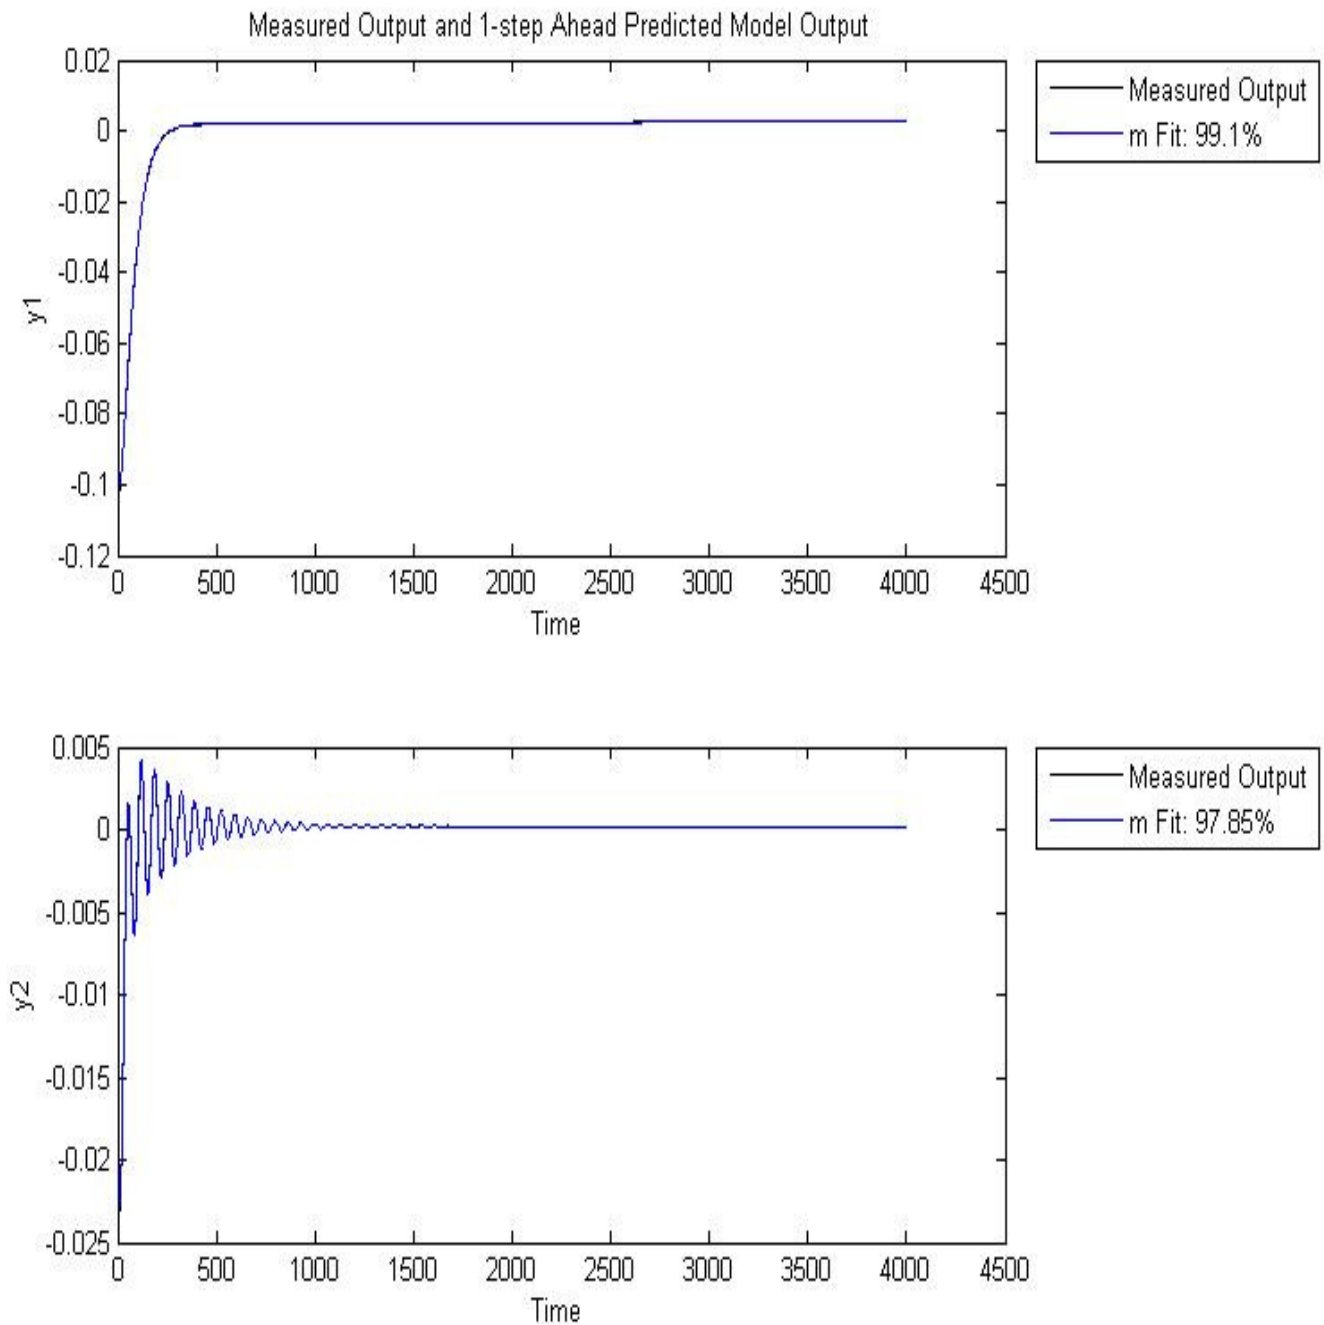 Measured Output and 1-step Ahead Predicted Model Output
0.02
0
-0.02
-0.04
-0.06
-0.08
-0.1
-0.12
y1
0 500 1000 1500 2000 2500 3000 3500 4000 4500
Time
Measured Output
m Fit: 99.1%
0.005
0
-0.005
-0.01
-0.015
-0.02
-0.025
y2
0 500 1000 1500 2000 2500 3000 3500 4000 4500
Time
Measured Output
m Fit: 97.85%